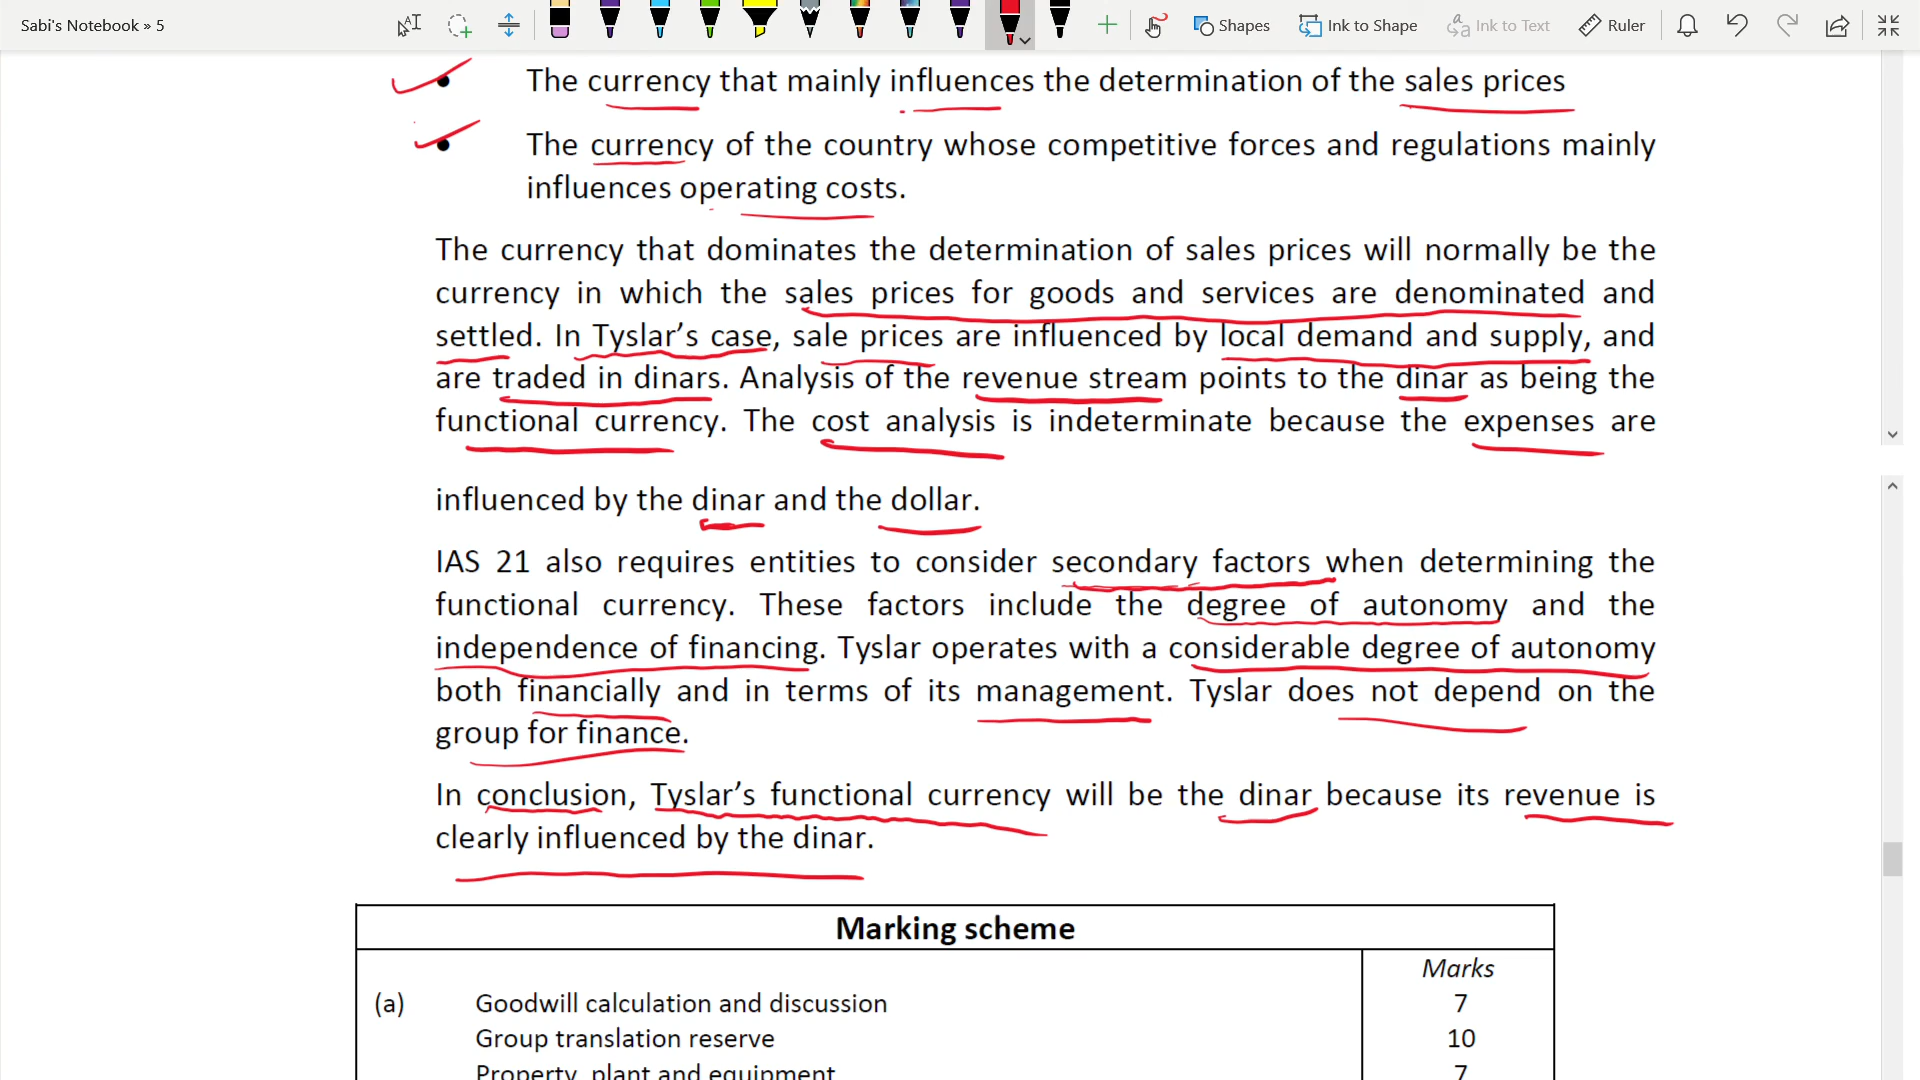 Sabi's Notebook » 5
Shapes
Ink to Shape
Ink to Text
Ruler
• The currency that mainly influences the determination of the sales prices
• The currency of the country whose competitive forces and regulations mainly
influences operating costs.
The currency that dominates the determination of sales prices will normally be the
currency in which the sales prices for goods and services are denominated and
settled. In Tyslar’s case, sale prices are influenced by local demand and supply, and
are traded in dinars. Analysis of the revenue stream points to the dinar as being the
functional currency. The cost analysis is indeterminate because the expenses are
influenced by the dinar and the dollar.
IAS 21 also requires entities to consider secondary factors when determining the
functional currency. These factors include the degree of autonomy and the
independence of financing. Tyslar operates with a considerable degree of autonomy
both financially and in terms of its management. Tyslar does not depend on the
group for finance.
In conclusion, Tyslar’s functional currency will be the dinar because its revenue is
clearly influenced by the dinar.
Marking scheme
Marks
(a) Goodwill calculation and discussion 7
Group translation reserve 10
Property, plant and equipment 7